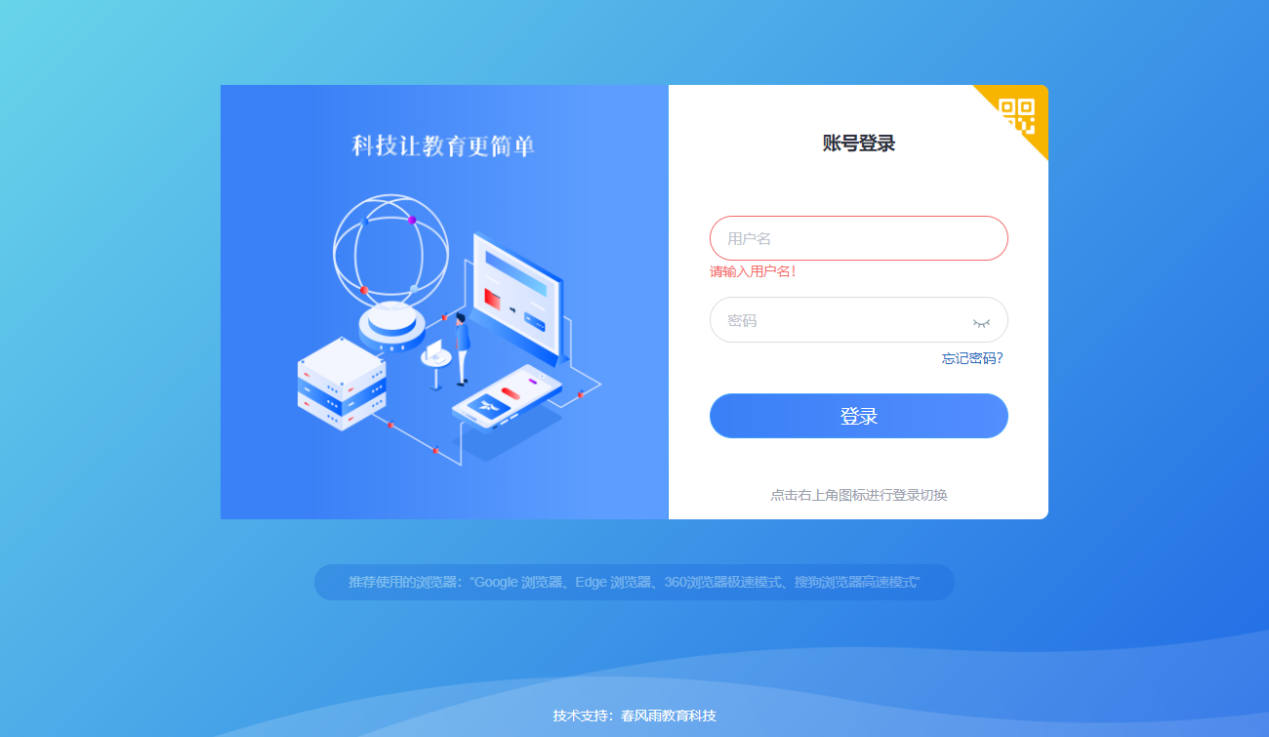 科技让教育更简单
账号登录
用户名
请输入用户名!
密码
忘记密码?
登录
点击右上角图标进行登录切换
推荐使用的浏览器："Google 浏览器、Edge 浏览器、360浏览器极速模式、搜狗浏览器高速模式"
技术支持：春风雨教育科技